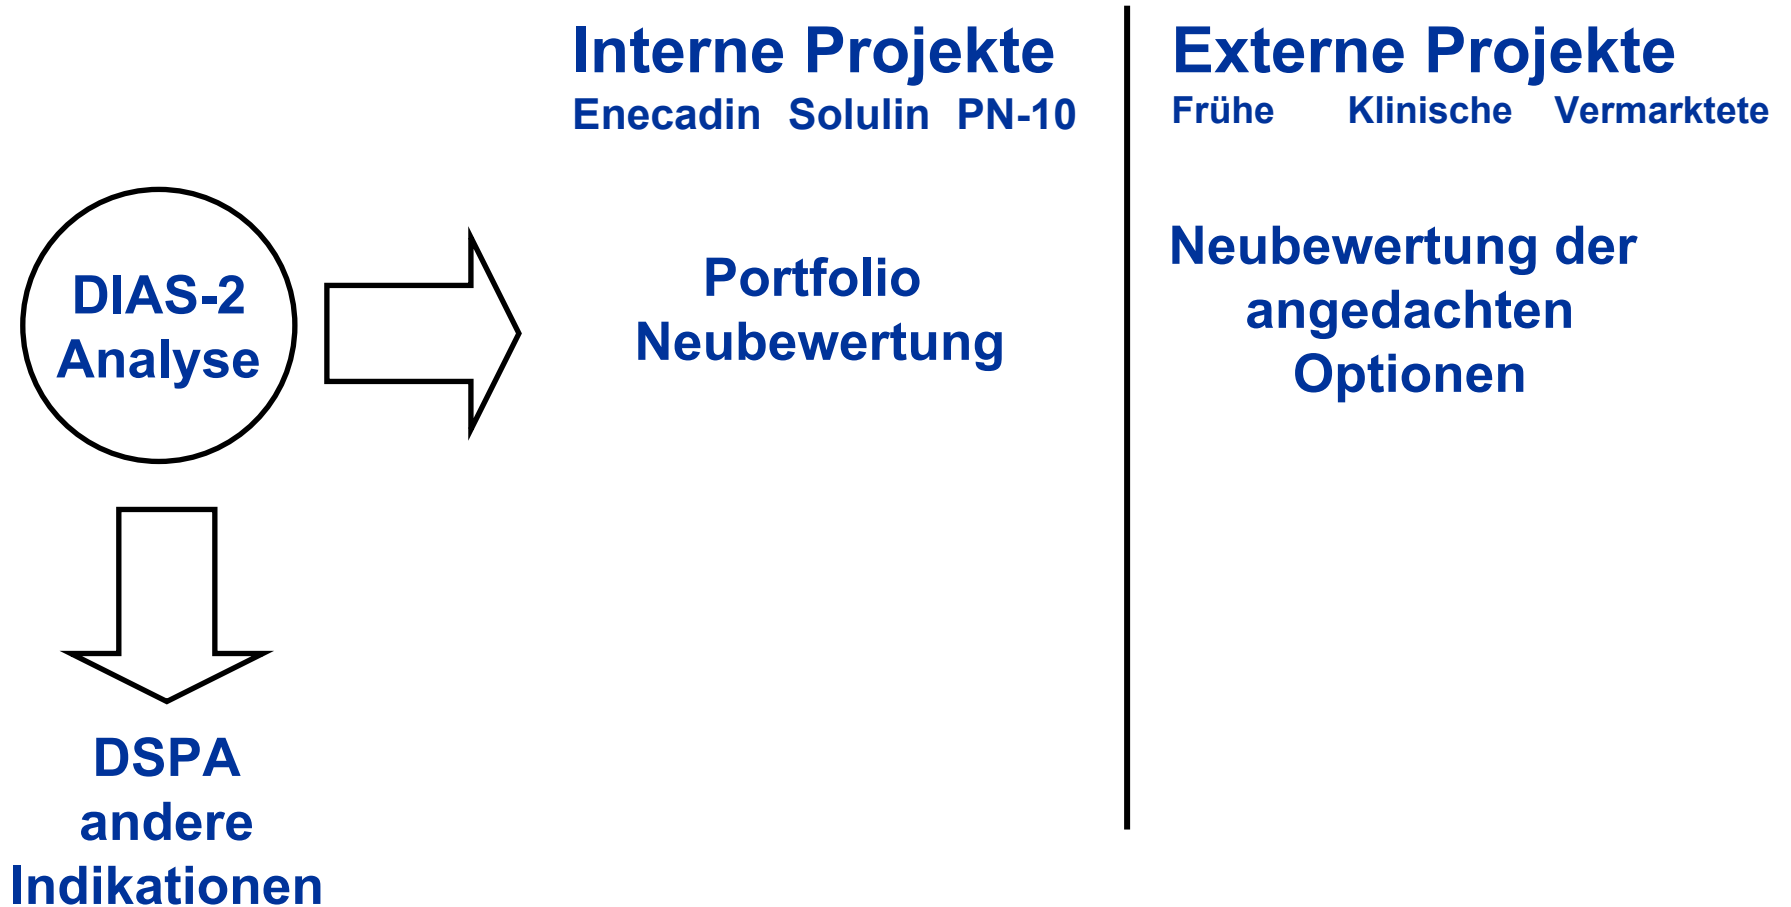 Interne Projekte
Enecadin Solulin PN-10
Externe Projekte
Frühe Klinische Vermarktete
DIAS-2
Analyse
Portfolio
Neubewertung
Neubewertung der
angedachten
Optionen
DSPA
andere
Indikationen